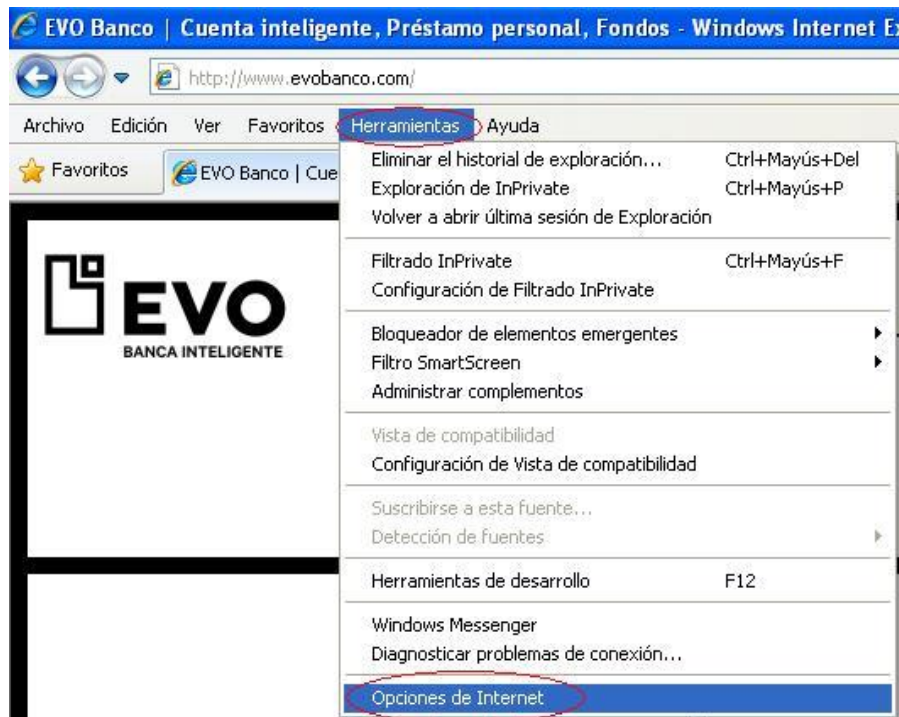 EVO Banco | Cuenta inteligente, Préstamo personal, Fondos - Windows Internet Ex
http://www.evobanco.com/
Archivo Edición Ver Favoritos Herramientas Ayuda
Favoritos EVO Banco | Cue
Eliminar el historial de exploración... Ctrl+Mayús+Del
Exploración de InPrivate Ctrl+Mayús+P
Volver a abrir última sesión de Exploración
Filtrado InPrivate Ctrl+Mayús+F
Configuración de Filtrado InPrivate
EVO
BANCA INTELIGENTE
Bloqueador de elementos emergentes
Filtro SmartScreen
Administrar complementos
Vista de compatibilidad
Configuración de Vista de compatibilidad
Suscribirse a esta fuente...
Detección de fuentes
Herramientas de desarrollo F12
Windows Messenger
Diagnosticar problemas de conexión...
Opciones de Internet